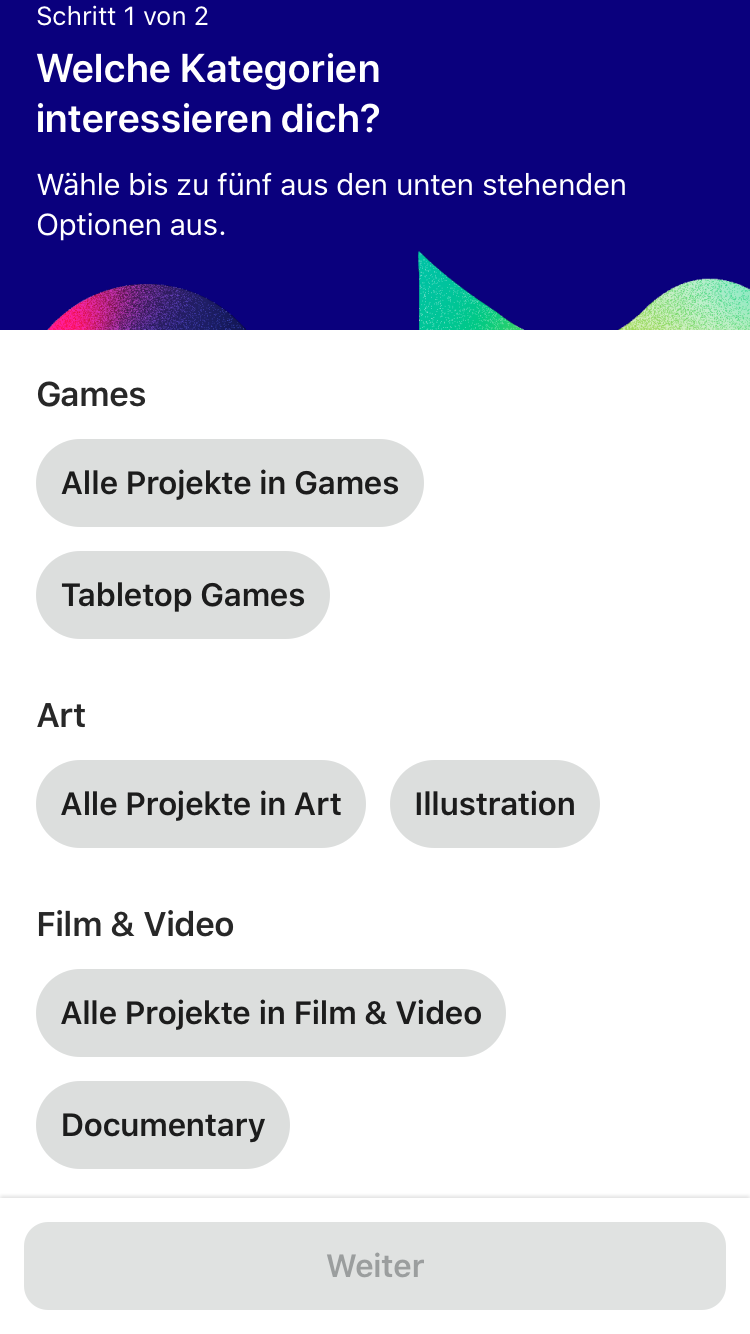 Schritt 1 von 2
Welche Kategorien
interessieren dich?
Wähle bis zu fünf aus den unten stehenden
Optionen aus.
Games
Alle Projekte in Games
Tabletop Games
Art
Alle Projekte in Art
Illustration
Film & Video
Alle Projekte in Film & Video
Documentary
Weiter